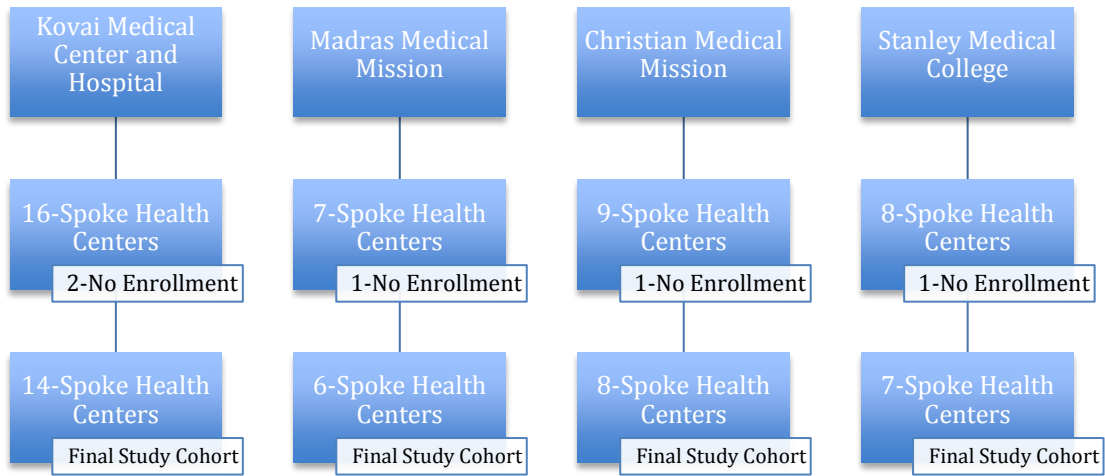 Kovai Medical
Center and
Hospital
Madras Medical
Mission
Christian Medical
Mission
Stanley Medical
College
16-Spoke Health
Centers
2-No Enrollment
7-Spoke Health
Centers
1-No Enrollment
9-Spoke Health
Centers
1-No Enrollment
8-Spoke Health
Centers
1-No Enrollment
14-Spoke Health
Centers
Final Study Cohort
6-Spoke Health
Centers
Final Study Cohort
8-Spoke Health
Centers
Final Study Cohort
7-Spoke Health
Centers
Final Study Cohort